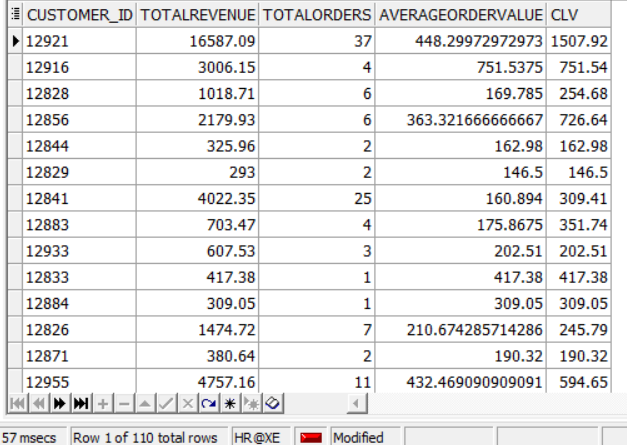 CUSTOMER_ID TOTALREVENUE TOTALORDERS AVERAGEORDERVALUE CLV
12921 16587.09 37 448.29972972973 1507.92
12916 3006.15 4 751.5375 751.54
12828 1018.71 6 169.785 254.68
12856 2179.93 6 363.321666666667 726.64
12844 325.96 2 162.98 162.98
12829 293 2 146.5 146.5
12841 4022.35 25 160.894 309.41
12883 703.47 4 175.8675 351.74
12933 607.53 3 202.51 202.51
12833 417.38 1 417.38 417.38
12884 309.05 1 309.05 309.05
12826 1474.72 7 210.674285714286 245.79
12871 380.64 2 190.32 190.32
12955 4757.16 11 432.469090909091 594.65
57 msecs Row 1 of 110 total rows HR@XE Modified